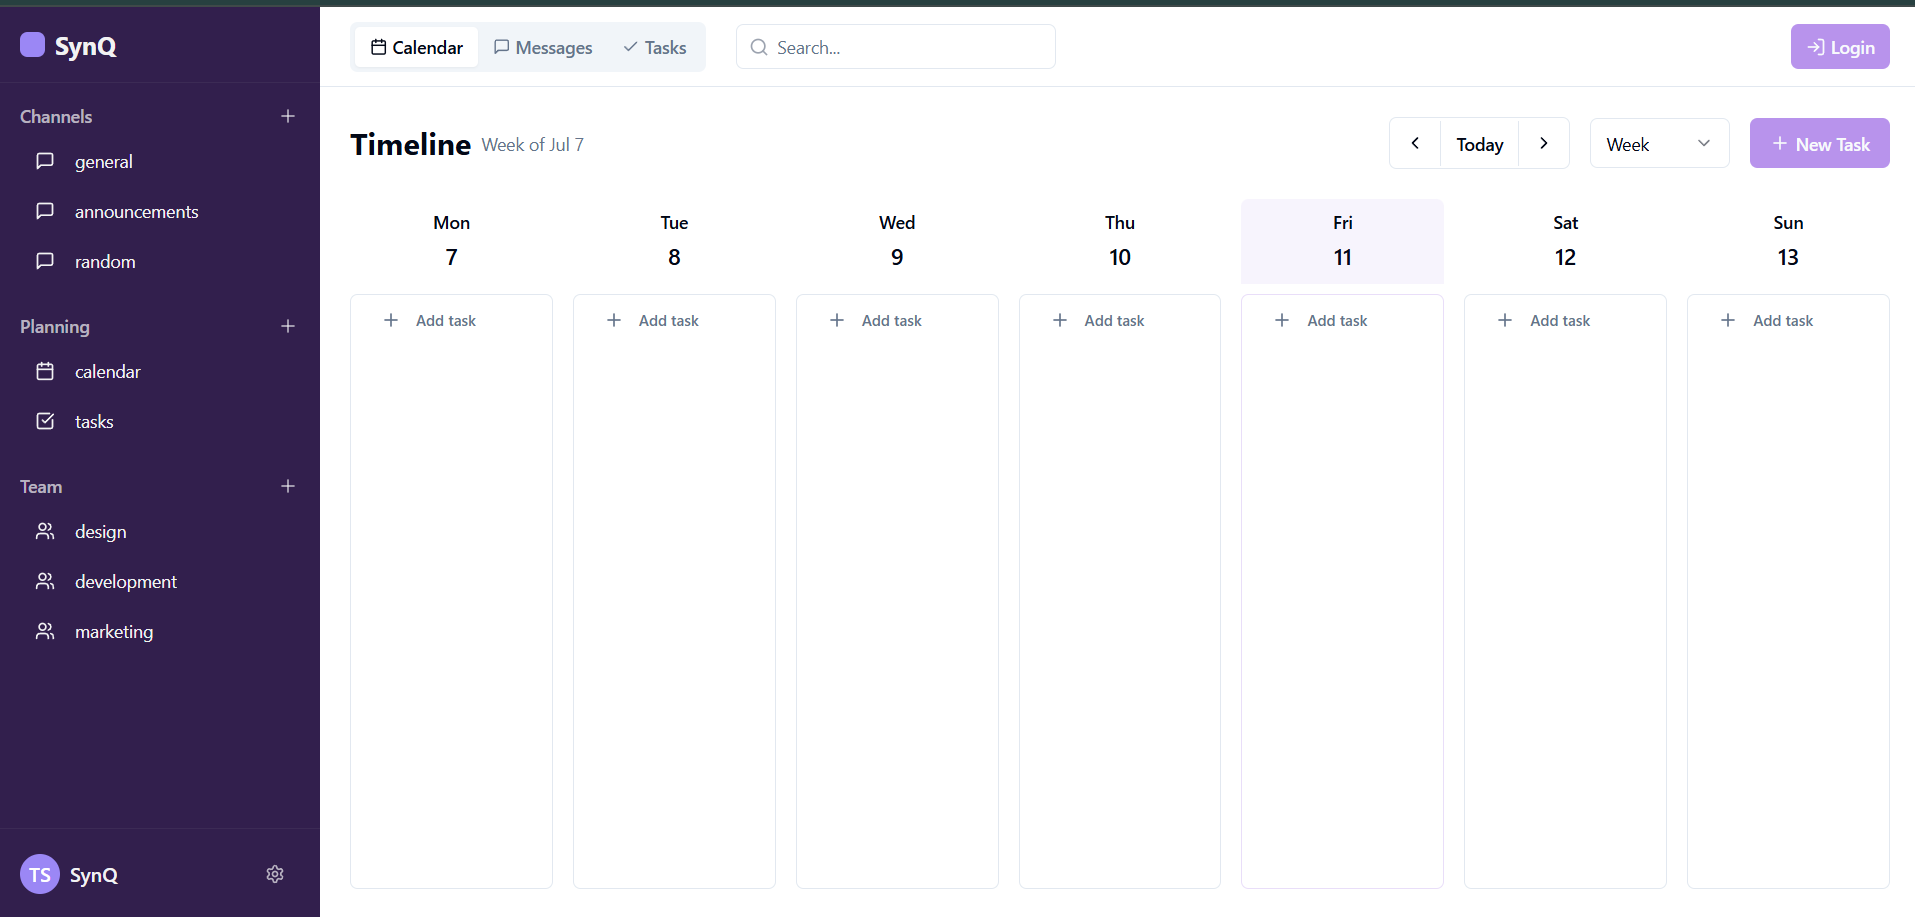 SynQ
Channels
general
announcements
random
Planning
calendar
tasks
Team
design
development
marketing
TS SynQ
Calendar Messages Tasks Search... Login
Timeline Week of Jul 7 Today Week New Task
Mon Tue Wed Thu Fri Sat Sun
7 8 9 10 11 12 13
Add task Add task Add task Add task Add task Add task Add task